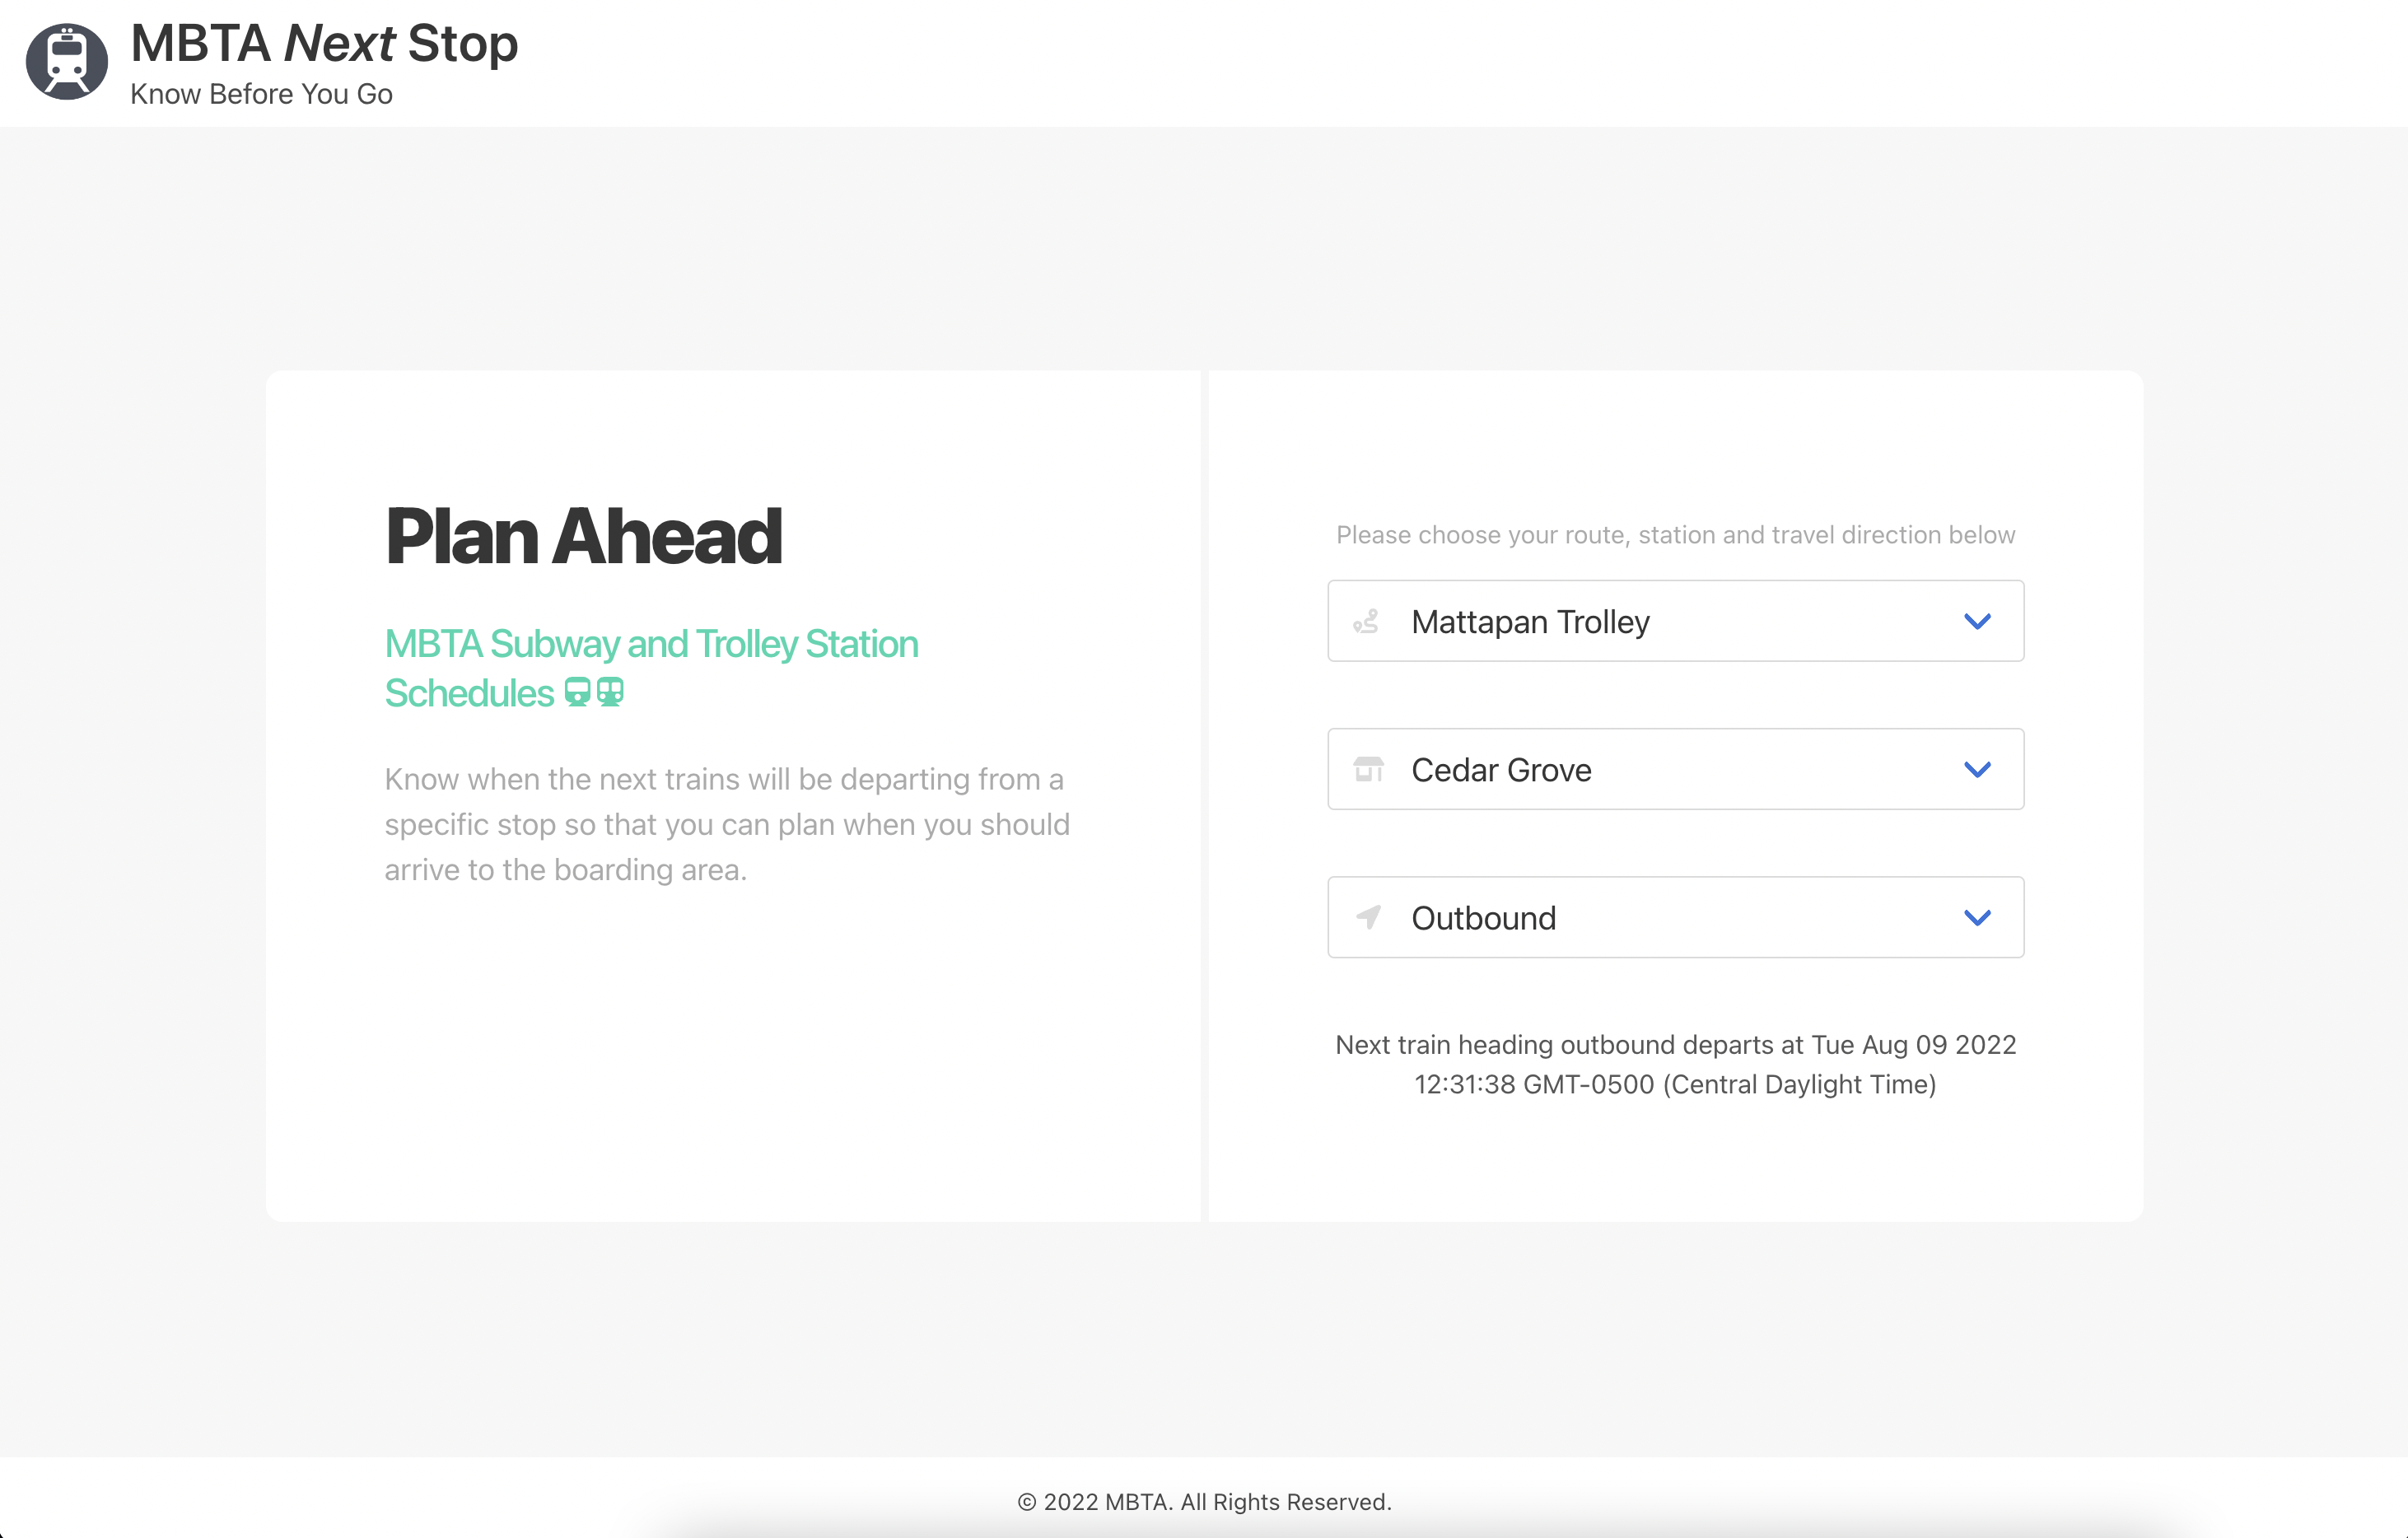 MBTA Next Stop
Know Before You Go
Plan Ahead
MBTA Subway and Trolley Station
Schedules
Know when the next trains will be departing from a
specific stop so that you can plan when you should
arrive to the boarding area.
Please choose your route, station and travel direction below
Mattapan Trolley
Cedar Grove
Outbound
Next train heading outbound departs at Tue Aug 09 2022
12:31:38 GMT-0500 (Central Daylight Time)
© 2022 MBTA. All Rights Reserved.